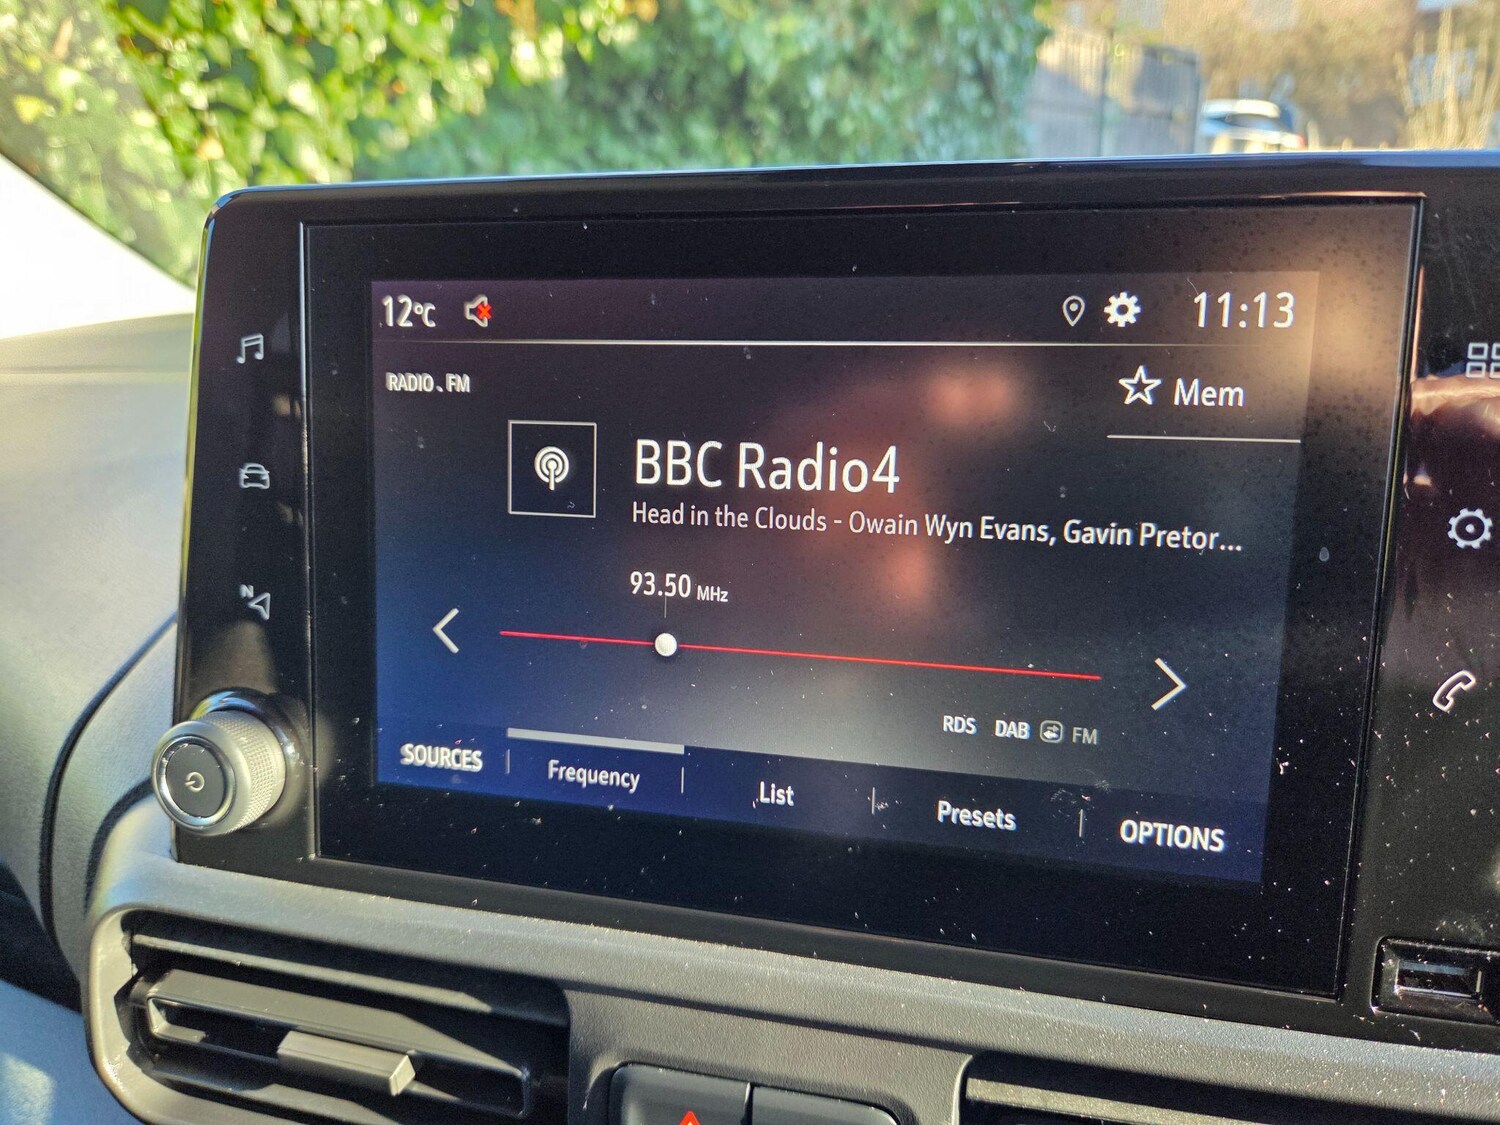 12°C 11:13
RADIO . FM
Mem
BBC Radio4
Head in the Clouds - Owain Wyn Evans, Gavin Pretor...
93.50 MHz
RDS DAB FM
SOURCES Frequency List Presets OPTIONS
N